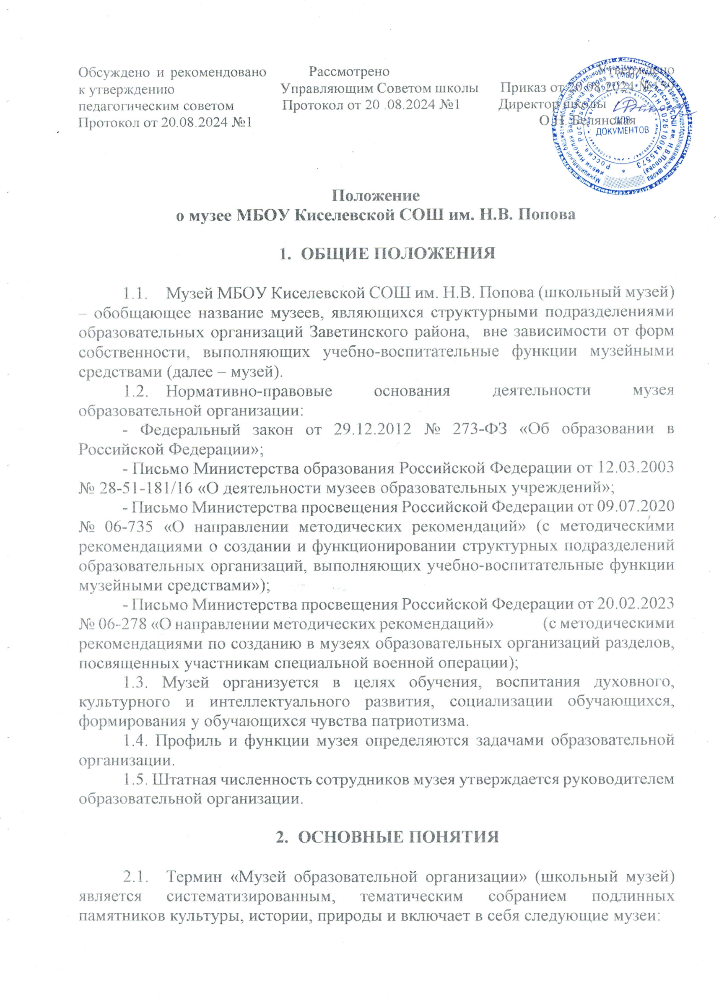 Обсуждено и рекомендовано Рассмотрено Утверждено
к утверждению Управляющим Советом школы Приказ от 20.08.2024 №139
педагогическим советом Протокол от 20 .08.2024 №1 Директор школы
Протокол от 20.08.2024 №1 О.Н. Белянская
ДЛЯ
ДОКУМЕНТОВ
Положение
о музее МБОУ Киселевской СОШ им. Н.В. Попова
1. ОБЩИЕ ПОЛОЖЕНИЯ
1.1. Музей МБОУ Киселевской СОШ им. Н.В. Попова (школьный музей)
– обобщающее название музеев, являющихся структурными подразделениями
образовательных организаций Заветинского района, вне зависимости от форм
собственности, выполняющих учебно-воспитательные функции музейными
средствами (далее – музей).
1.2. Нормативно-правовые основания деятельности музея
образовательной организации:
- Федеральный закон от 29.12.2012 № 273-ФЗ «Об образовании в
Российской Федерации»;
- Письмо Министерства образования Российской Федерации от 12.03.2003
№ 28-51-181/16 «О деятельности музеев образовательных учреждений»;
- Письмо Министерства просвещения Российской Федерации от 09.07.2020
№ 06-735 «О направлении методических рекомендаций» (с методическими
рекомендациями о создании и функционировании структурных подразделений
образовательных организаций, выполняющих учебно-воспитательные функции
музейными средствами»);
- Письмо Министерства просвещения Российской Федерации от 20.02.2023
№ 06-278 «О направлении методических рекомендаций» (с методическими
рекомендациями по созданию в музеях образовательных организаций разделов,
посвященных участникам специальной военной операции);
1.3. Музей организуется в целях обучения, воспитания духовного,
культурного и интеллектуального развития, социализации обучающихся,
формирования у обучающихся чувства патриотизма.
1.4. Профиль и функции музея определяются задачами образовательной
организации.
1.5. Штатная численность сотрудников музея утверждается руководителем
образовательной организации.
2. ОСНОВНЫЕ ПОНЯТИЯ
2.1. Термин «Музей образовательной организации» (школьный музей)
является систематизированным, тематическим собранием подлинных
памятников культуры, истории, природы и включает в себя следующие музеи: